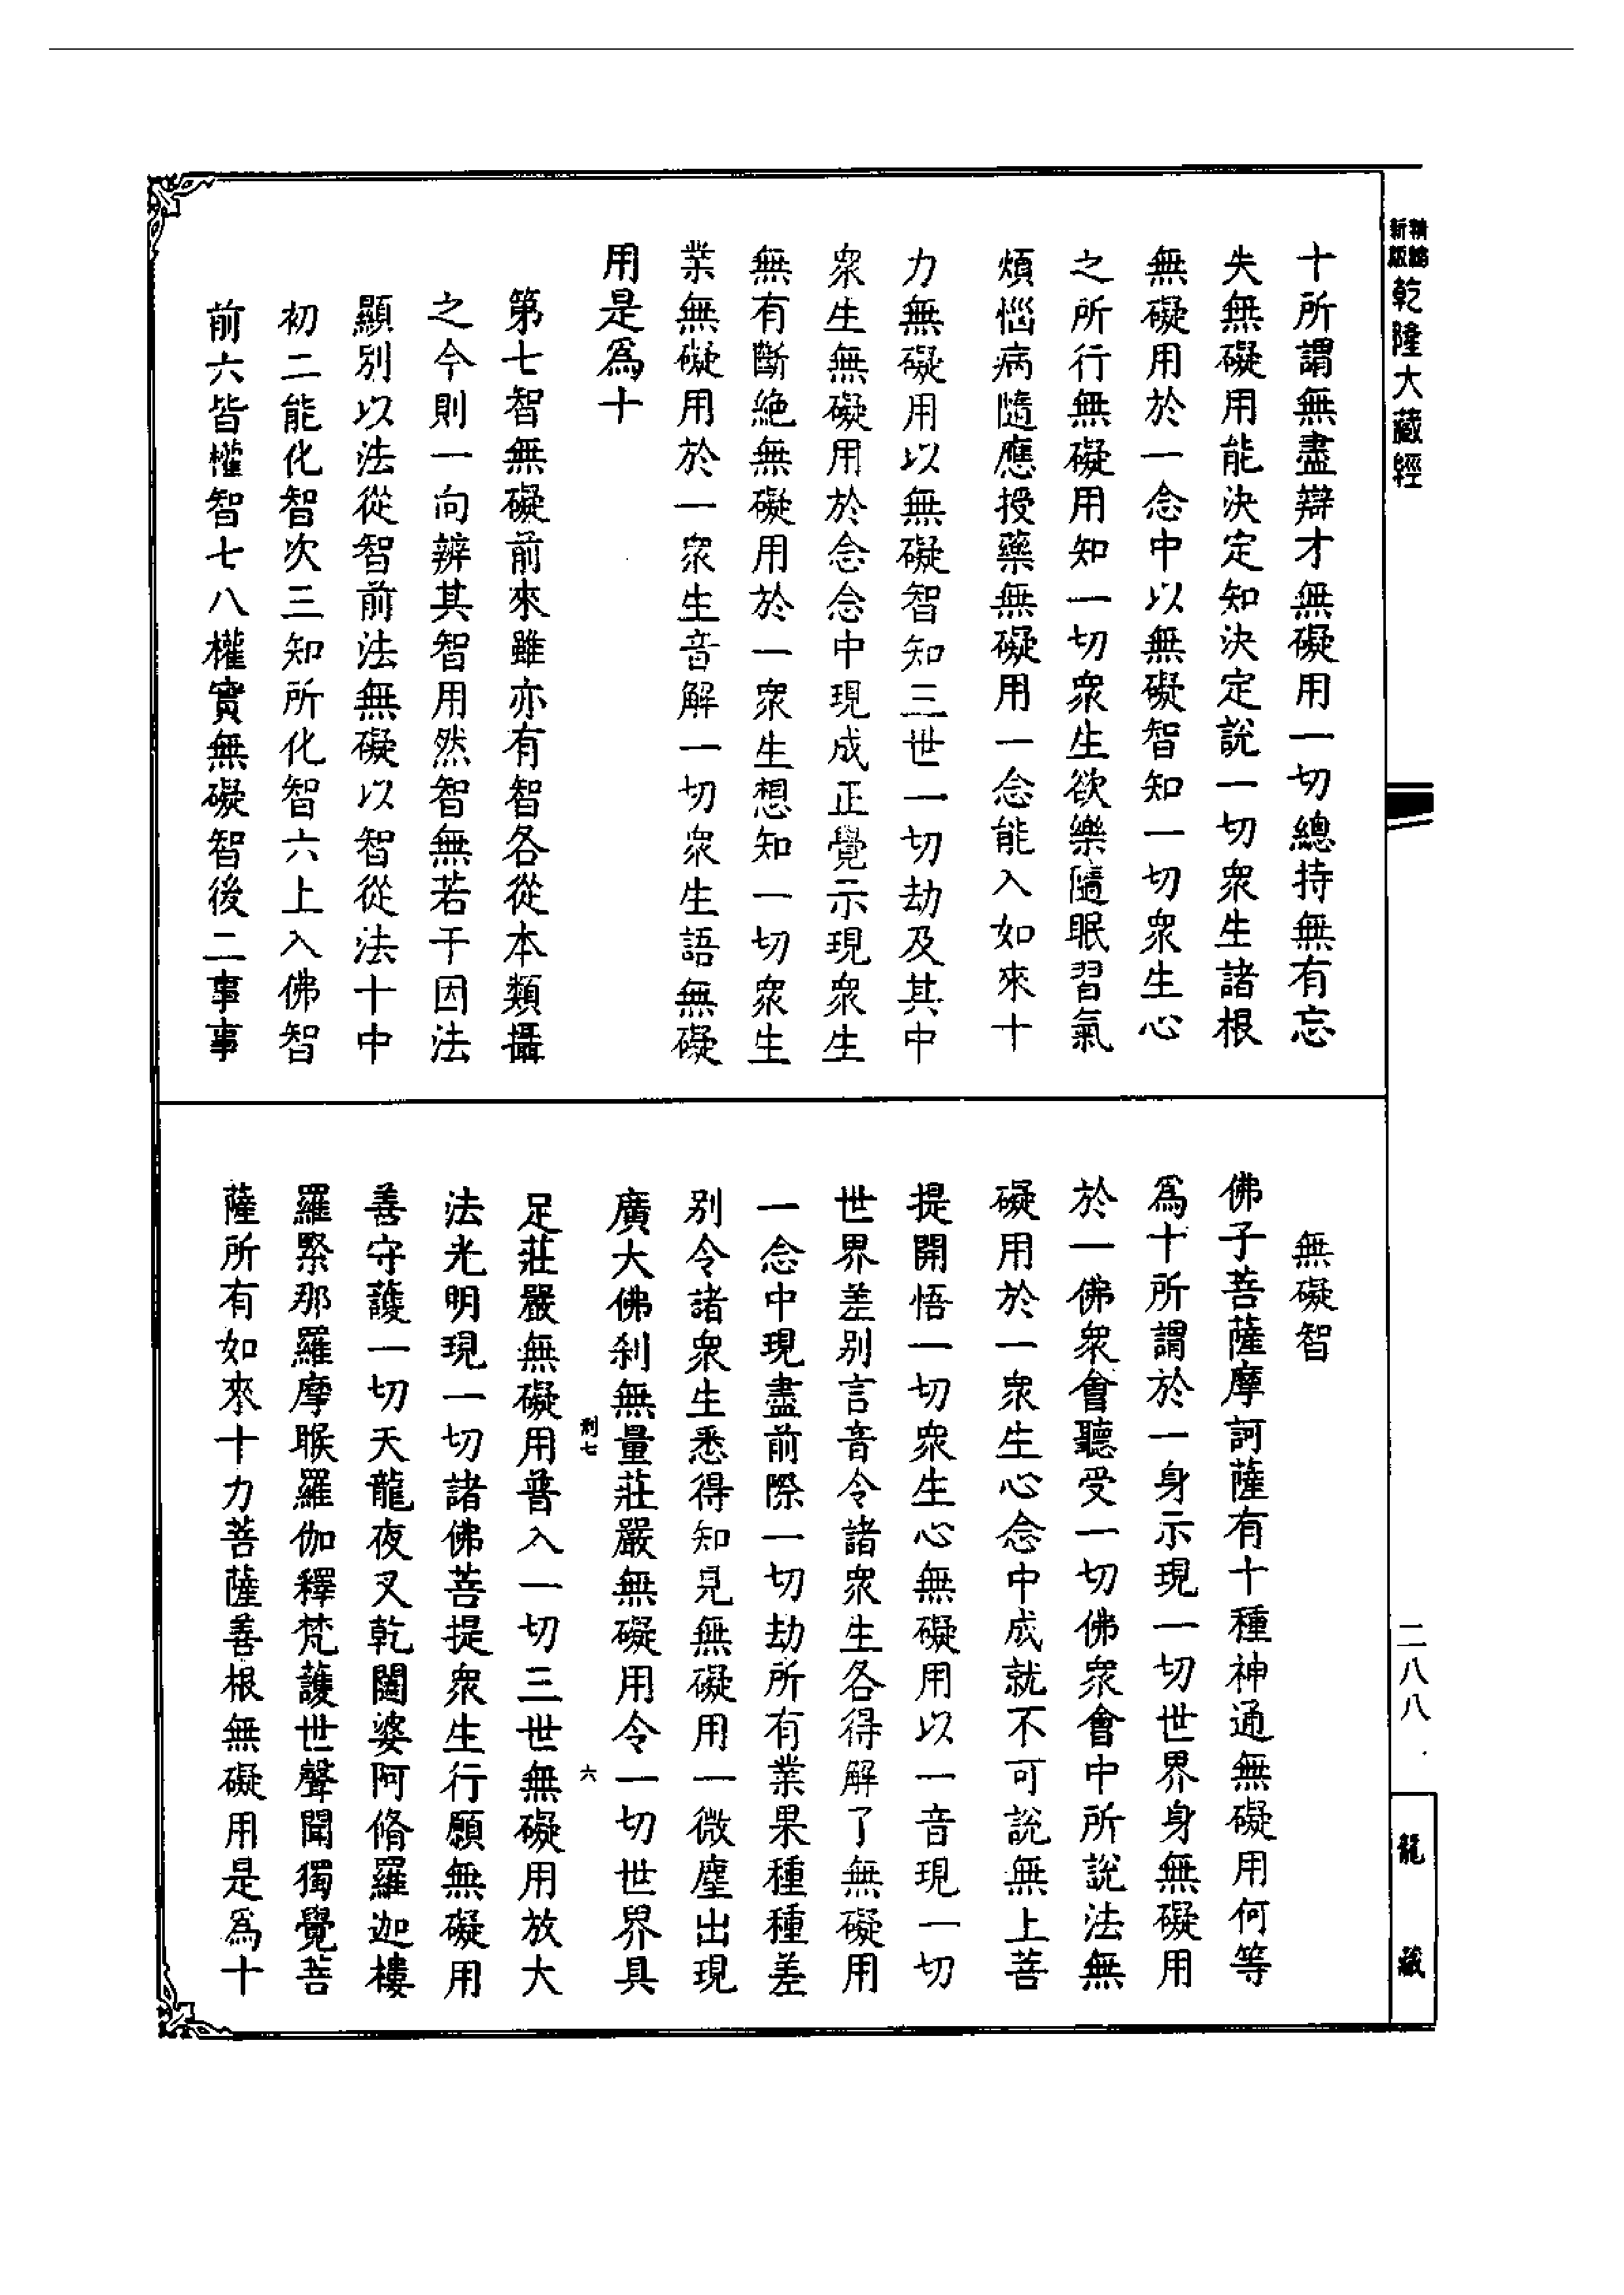 精縮
新版
乾隆大藏經
二八八
龍藏
十所謂無盡辯才無礙用一切總持無有忘
失無礙用能決定知決定說一切衆生諸根
無礙用於一念中以無礙智知一切衆生心
之所行無礙用知一切衆生欲樂隨眠習氣
煩惱病隨應授藥無礙用一念能入如來十
力無礙用以無礙智知三世一切劫及其中
衆生無礙用於念念中現成正覺示現衆生
無有斷絶無礙用於一衆生想知一切衆生
業無礙用於一衆生音解一切衆生語無礙
用是爲十
第七智無礙前來雖亦有智各從本類攝
之今則一向辨其智用然智無若干因法
顯別以法從智前法無礙以智從法十中
初二能化智次三知所化智六上入佛智
前六皆權智七八權實無礙智後二事事
無礙智
佛子菩薩摩訶薩有十種神通無礙用何等
爲十所謂於一身示現一切世界身無礙用
於一佛衆會聽受一切佛衆會中所說法無
礙用於一衆生心念中成就不可說無上菩
提開悟一切衆生心無礙用以一音現一切
世界差别言音令諸衆生各得解了無礙用
一念中現盡前際一切劫所有業果種種差
别令諸衆生悉得知見無礙用一微塵出現
廣大佛刹無量莊嚴無礙用令一切世界具
刑七
六
足莊嚴無礙用普入一切三世無礙用放大
法光明現一切諸佛菩提衆生行願無礙用
善守護一切天龍夜叉乾闥婆阿脩羅迦樓
羅緊那羅摩睺羅伽釋梵護世聲聞獨覺菩
薩所有如來十力菩薩善根無礙用是爲十